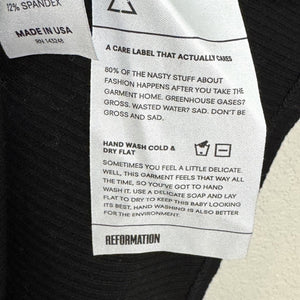 12% SPANDEX
MADE IN USA
RN 145246
A CARE LABEL THAT ACTUALLY CARES
80% OF THE NASTY STUFF ABOUT
FASHION HAPPENS AFTER YOU TAKE THE
GARMENT HOME. GREENHOUSE GASES?
GROSS. WASTED WATER? SAD. DON'T BE
GROSS AND SAD.
HAND WASH COLD &
DRY FLAT
SOMETIMES YOU FEEL A LITTLE DELICATE.
WELL, THIS GARMENT FEELS THAT WAY ALL
THE TIME, SO YOU'VE GOT TO HAND
WASH IT. USE A DELICATE SOAP AND LAY
FLAT TO DRY TO KEEP THIS BABY LOOKING
ITS BEST. HAND WASHING IS ALSO BETTER
FOR THE ENVIRONMENT.
REFORMATION